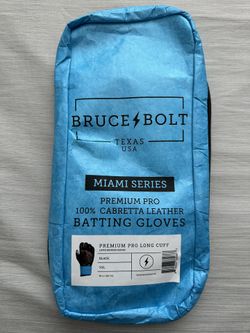 BRUCE BOLT
TEXAS
USA
MIAMI SERIES
PREMIUM PRO
100% CABRETTA LEATHER
BATTING GLOVES
PREMIUM PRO LONG CUFF
BLACK